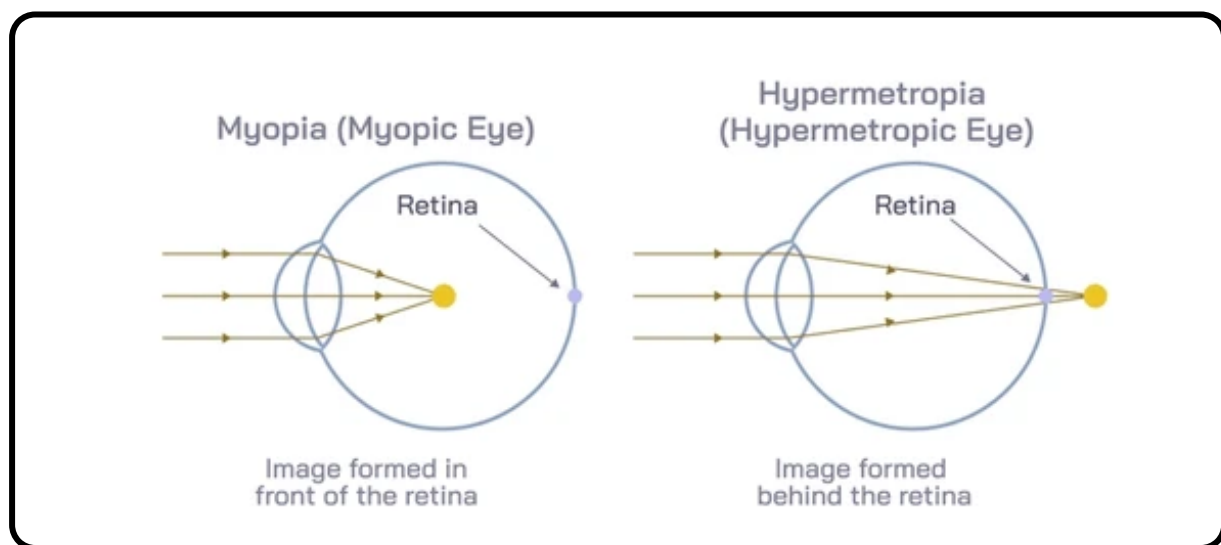 Myopia (Myopic Eye)
Retina
Image formed in
front of the retina
Hypermetropia
(Hypermetropic Eye)
Retina
Image formed
behind the retina